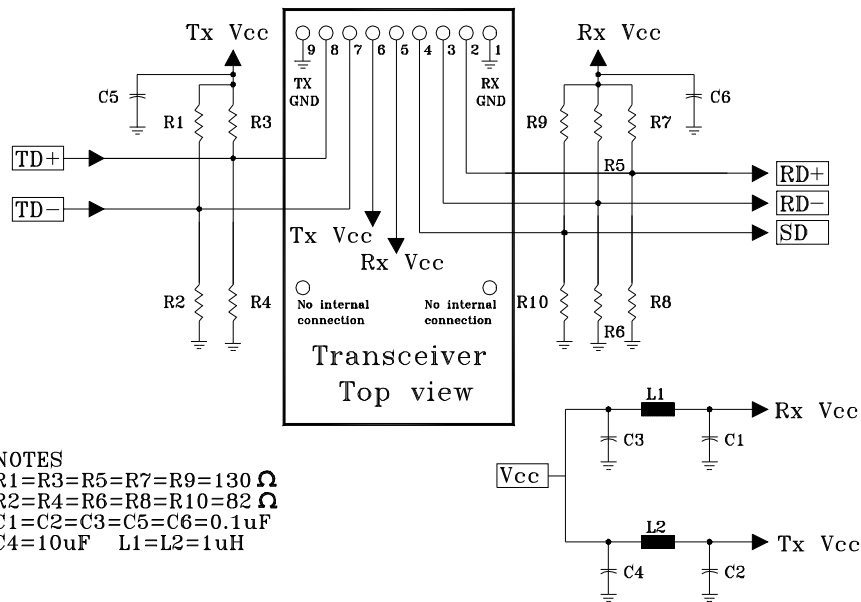 Tx Vcc
Rx Vcc
9 8 7 6 5 4 3 2 1
TX
GND
RX
GND
C5
C6
R1
R3
R9
R7
TD+
R5
RD+
TD-
RD-
Tx Vcc
SD
Rx Vcc
R2
R4
No internal
connection
No internal
connection
R10
R8
R6
Transceiver
Top view
L1
Rx Vcc
C3
C1
NOTES
R1=R3=R5=R7=R9=130 Ω
R2=R4=R6=R8=R10=82 Ω
C1=C2=C3=C5=C6=0.1uF
C4=10uF L1=L2=1uH
Vcc
L2
Tx Vcc
C4
C2